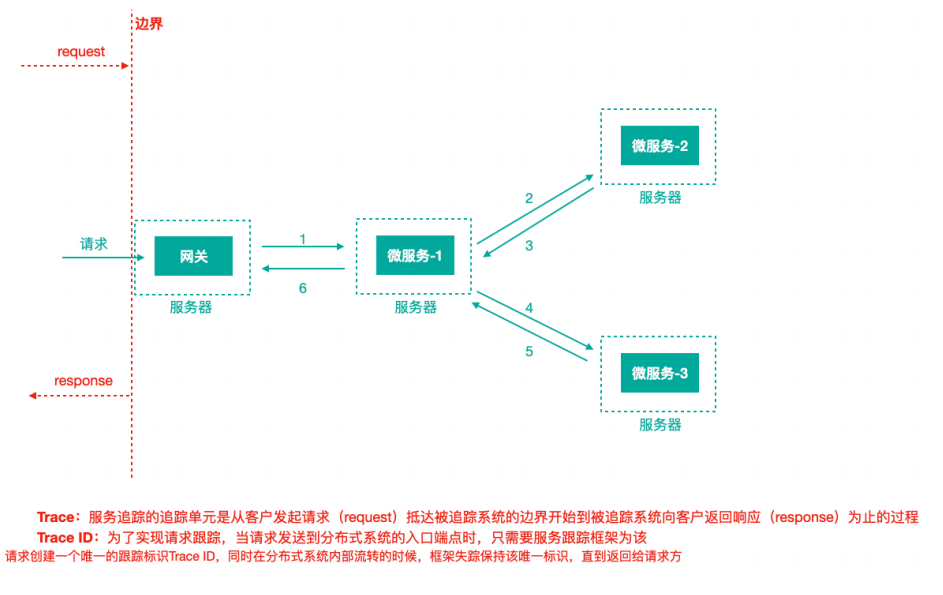 边界
request
微服务-2
服务器
2
3
请求
网关
服务器
1
6
微服务-1
服务器
4
5
response
微服务-3
服务器
Trace：服务追踪的追踪单元是从客户发起请求（request）抵达被追踪系统的边界开始到被追踪系统向客户返回响应（response）为止的过程
Trace ID：为了实现请求跟踪，当请求发送到分布式系统的入口端点时，只需要服务跟踪框架为该
请求创建一个唯一的跟踪标识Trace ID，同时在分布式系统内部流转的时候，框架失踪保持该唯一标识，直到返回给请求方